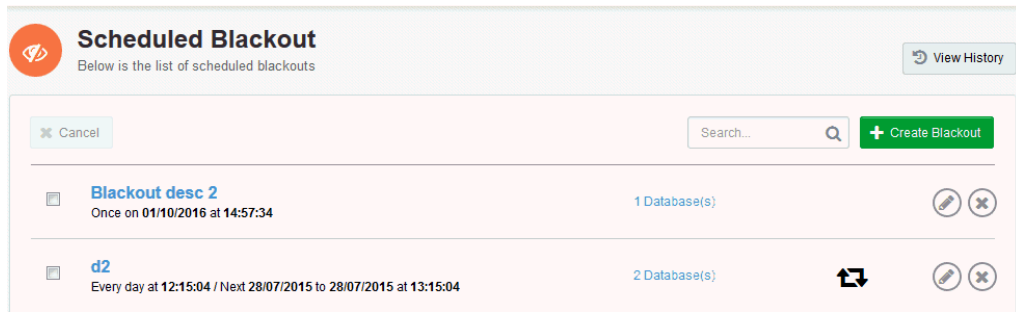 Scheduled Blackout
Below is the list of scheduled blackouts
View History
Cancel
Search...
Create Blackout
Blackout desc 2
Once on 01/10/2016 at 14:57:34
1 Database(s)
d2
Every day at 12:15:04 / Next 28/07/2015 to 28/07/2015 at 13:15:04
2 Database(s)